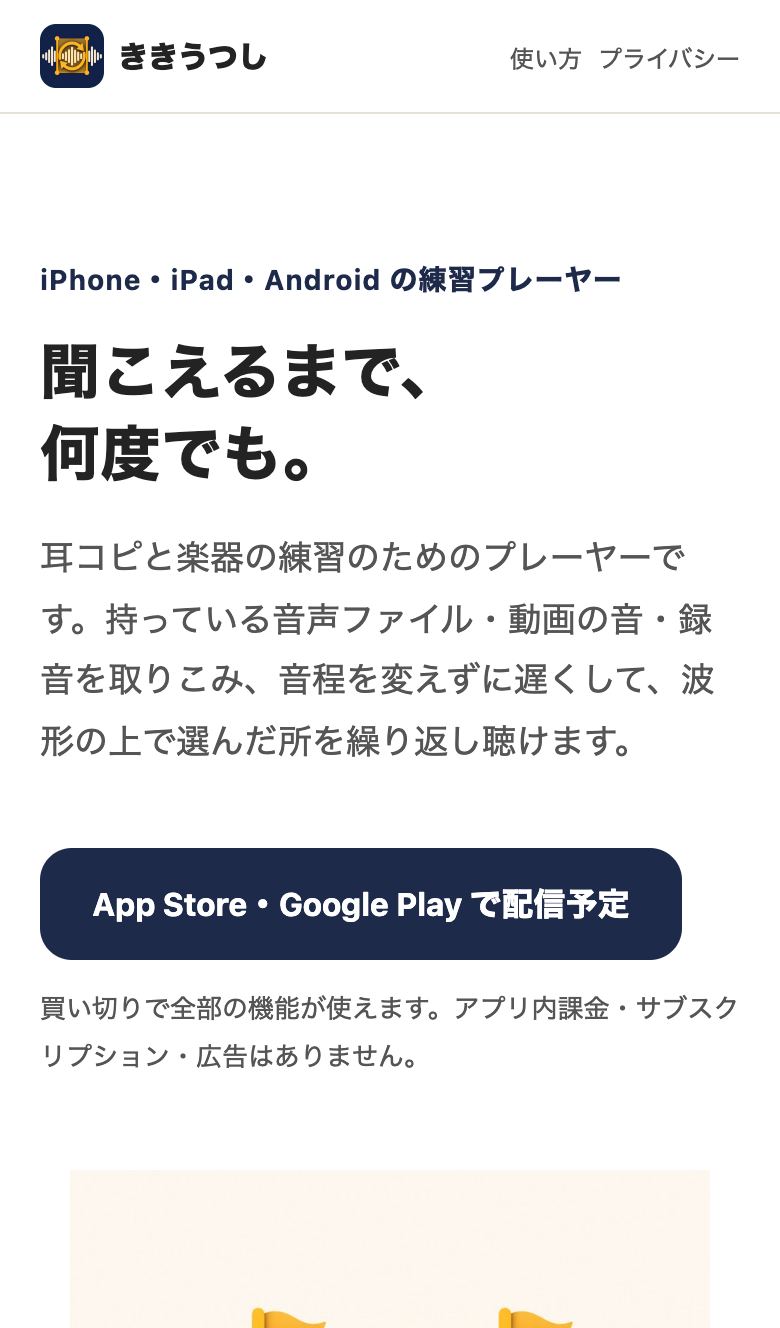 ききうつし
使い方 プライバシー
iPhone・iPad・Android の練習プレーヤー
聞こえるまで、
何度でも。
耳コピと楽器の練習のためのプレーヤーで
す。持っている音声ファイル・動画の音・録
音を取りこみ、音程を変えずに遅くして、波
形の上で選んだ所を繰り返し聴けます。
App Store・Google Play で配信予定
買い切りで全部の機能が使えます。アプリ内課金・サブスク
リプション・広告はありません。